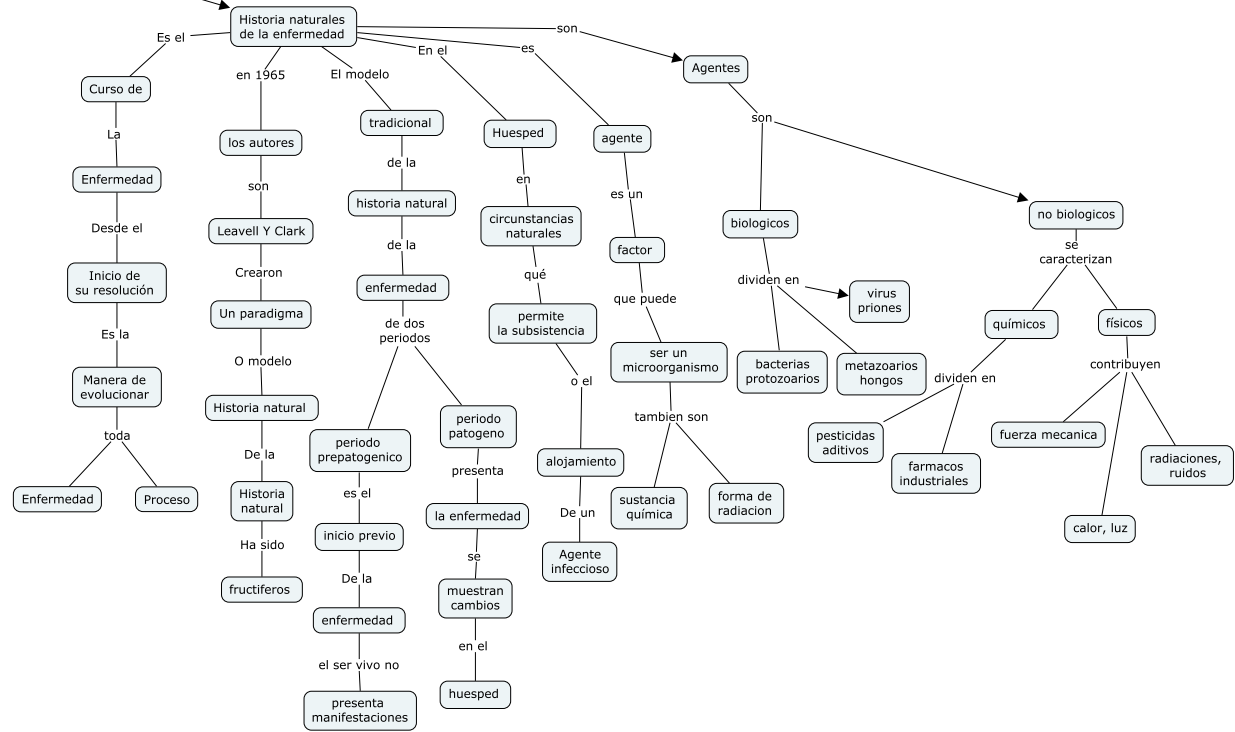 Historia naturales
de la enfermedad
Es el
Curso de
La
Enfermedad
Desde el
Inicio de
su resolución
Es la
Manera de
evolucionar
toda
Enfermedad
Proceso
en 1965
los autores
son
Leavell Y Clark
Crearon
Un paradigma
O modelo
Historia natural
De la
Historia
natural
Ha sido
fructiferos
El modelo
tradicional
de la
historia natural
de la
enfermedad
de dos
periodos
periodo
prepatogenico
es el
inicio previo
De la
enfermedad
el ser vivo no
presenta
manifestaciones
periodo
patogeno
presenta
la enfermedad
se
muestran
cambios
en el
huesped
En el
Huesped
en
circunstancias
naturales
qué
permite
la subsistencia
o el
alojamiento
De un
Agente
infeccioso
es
agente
es un
factor
que puede
ser un
microorganismo
tambien son
sustancia
química
forma de
radiacion
son
Agentes
son
biologicos
dividen en
virus
priones
bacterias
protozoarios
metazoarios
hongos
no biologicos
se
caracterizan
químicos
dividen en
pesticidas
aditivos
farmacos
industriales
físicos
contribuyen
fuerza mecanica
calor, luz
radiaciones,
ruidos